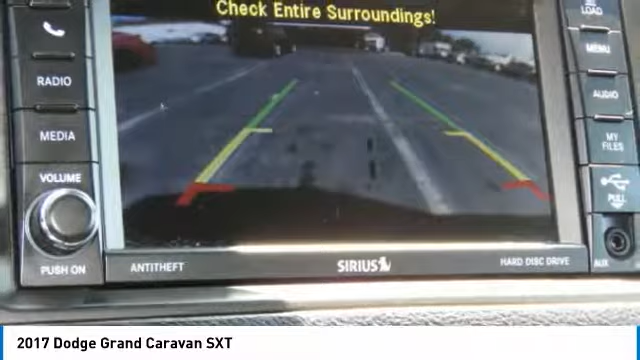 Check Entire Surroundings!
LOAD
MENU
RADIO
AUDIO
MEDIA
MY
FILES
VOLUME
PULL
PUSH ON
ANTITHEFT
SIRIUS
HARD DISC DRIVE
AUX
2017 Dodge Grand Caravan SXT